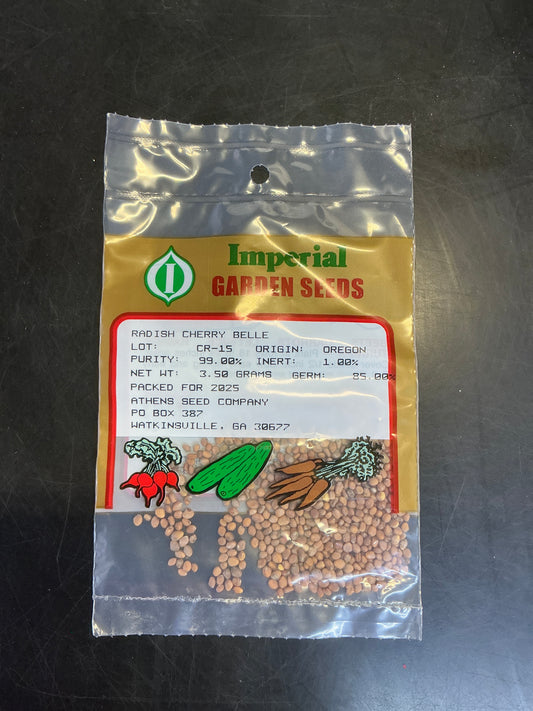 I
Imperial
GARDEN SEEDS
RADISH CHERRY BELLE
LOT: CR-15 ORIGIN: OREGON
PURITY: 99.00% INERT: 1.00%
NET WT: 3.50 GRAMS GERM: 85.00%
PACKED FOR 2025
ATHENS SEED COMPANY
PO BOX 387
WATKINSVILLE, GA 30677